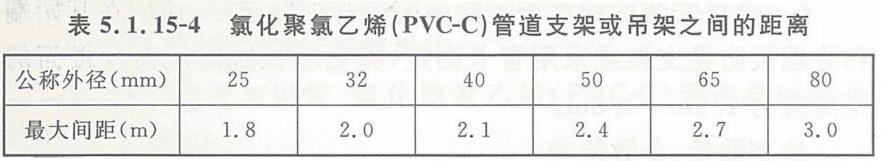 表 5.1.15-4 氯化聚氯乙烯(PVC-C)管道支架或吊架之间的距离
公称外径(mm) 25 32 40 50 65 80
最大间距(m) 1.8 2.0 2.1 2.4 2.7 3.0